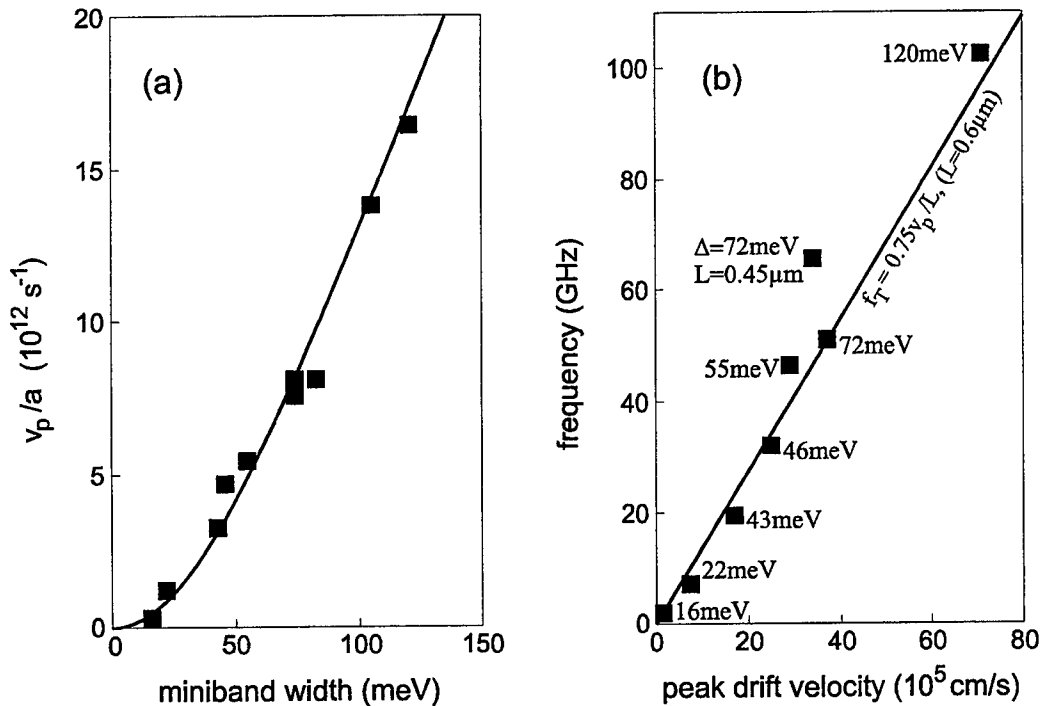 20
15
10
5
0
v_p/a (10^12 s^-1)
(a)
0
50
100
150
miniband width (meV)
100
80
60
40
20
0
frequency (GHz)
(b)
120meV
f_T = 0.75v_p/L, (L=0.6µm)
Δ=72meV
L=0.45µm
72meV
55meV
46meV
43meV
22meV
16meV
0
20
40
60
80
peak drift velocity (10^5 cm/s)